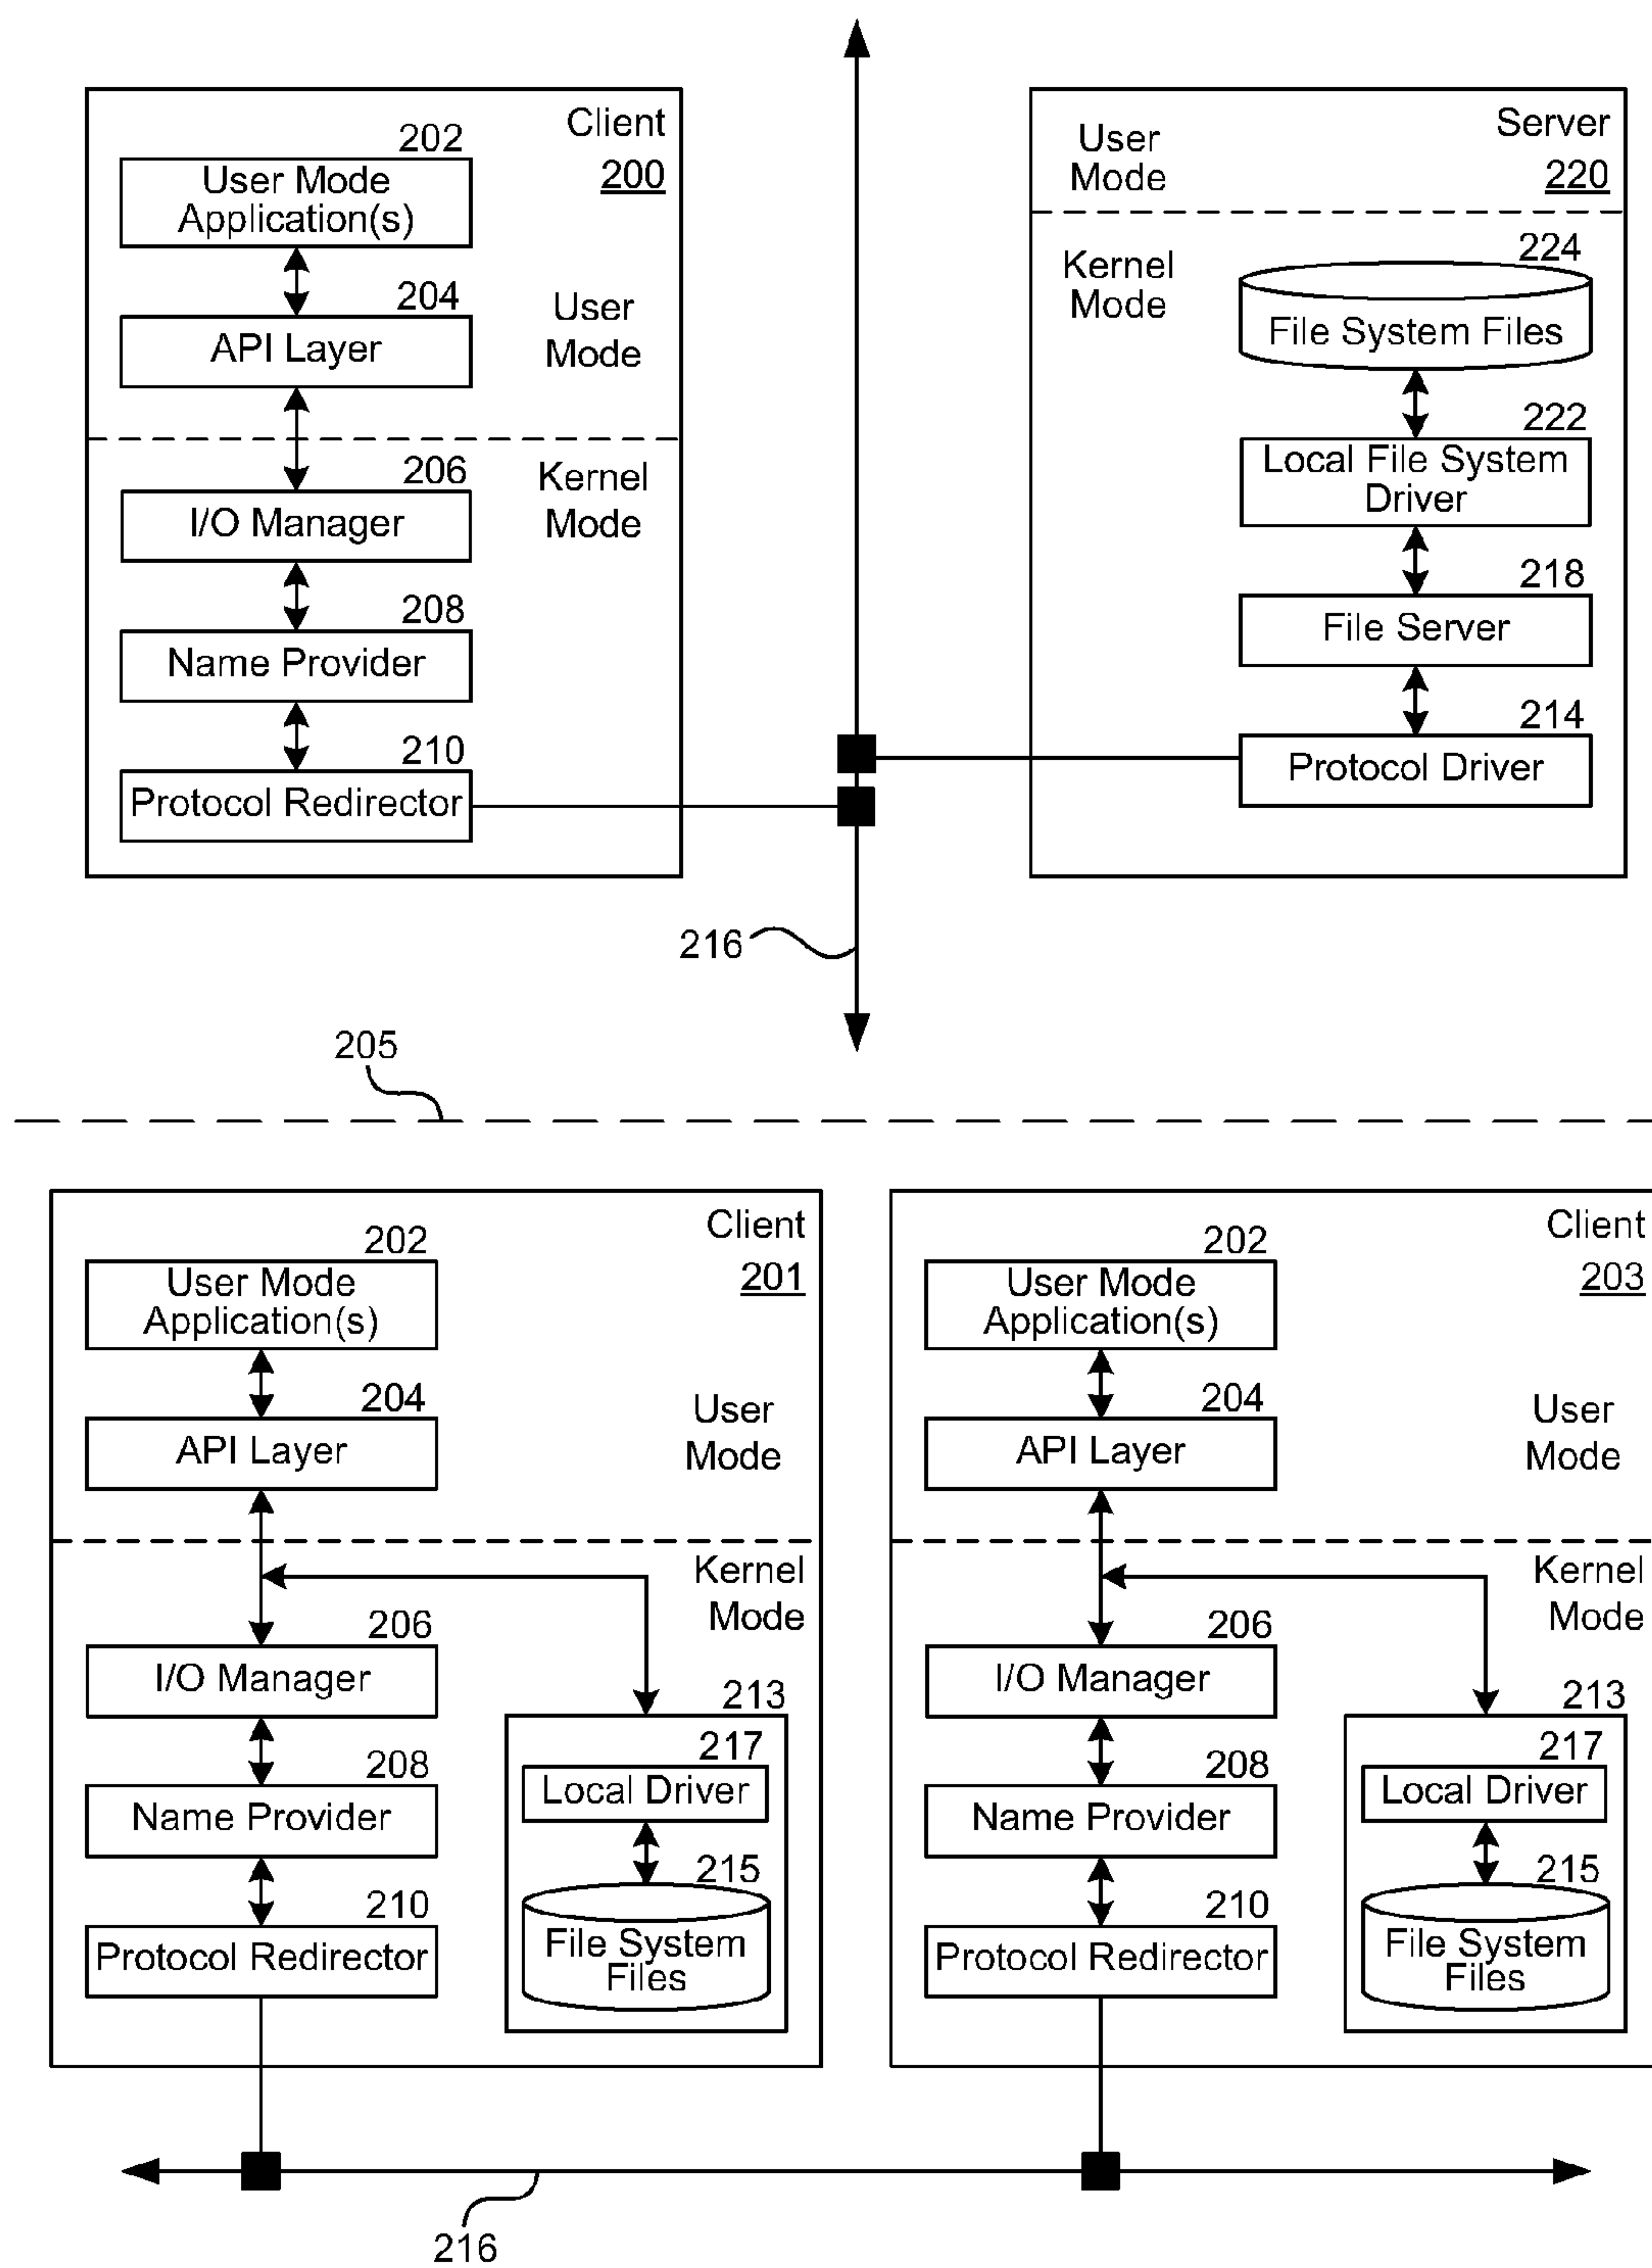 Client
200
202
User Mode
Application(s)
204
API Layer
User
Mode
206
I/O Manager
Kernel
Mode
208
Name Provider
210
Protocol Redirector
Server
220
User
Mode
Kernel
Mode
224
File System Files
222
Local File System
Driver
218
File Server
214
Protocol Driver
216
205
Client
201
202
User Mode
Application(s)
204
API Layer
User
Mode
Kernel
Mode
206
I/O Manager
208
Name Provider
210
Protocol Redirector
213
217
Local Driver
215
File System
Files
Client
203
202
User Mode
Application(s)
204
API Layer
User
Mode
Kernel
Mode
206
I/O Manager
208
Name Provider
210
Protocol Redirector
213
217
Local Driver
215
File System
Files
216